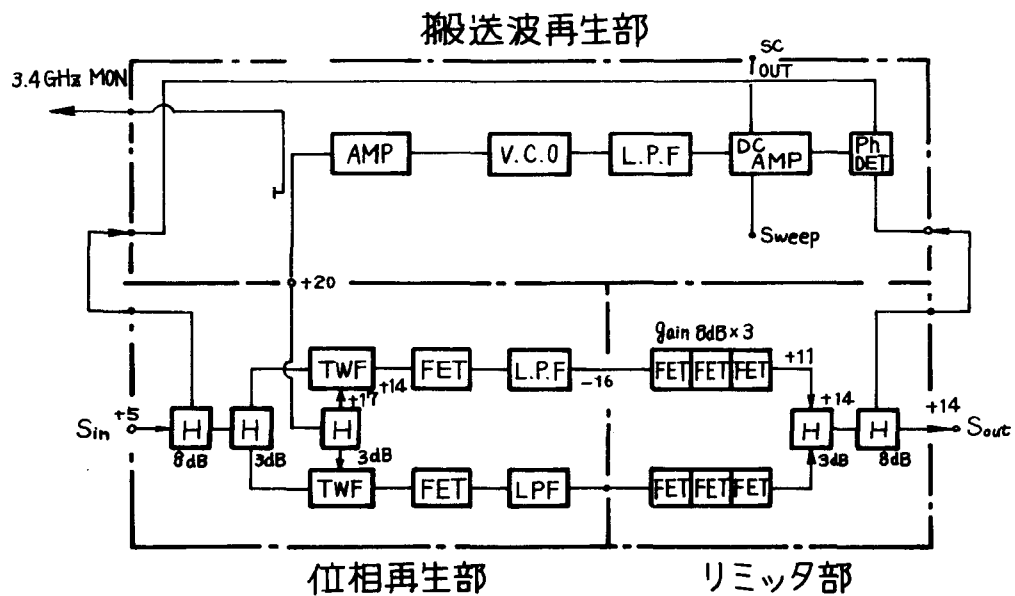 搬送波再生部
SC
OUT
3.4GHz MON
AMP
V.C.O
L.P.F
DC
AMP
Ph
DET
Sweep
+20
gain 8dB×3
TWF
FET
L.P.F
FET FET FET
+11
+14
-16
+17
+14
+14
Sin
+5
H
H
H
H
H
Sout
8dB
3dB
3dB
3dB
8dB
TWF
FET
LPF
FET FET FET
位相再生部
リミッタ部